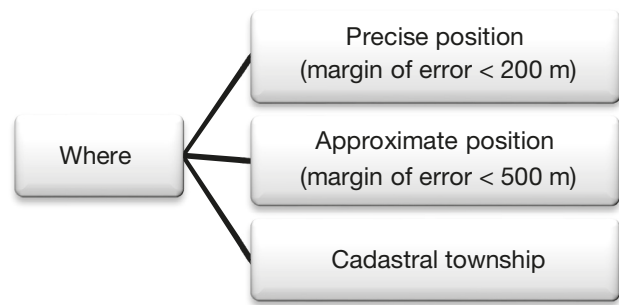 Where
Precise position
(margin of error < 200 m)
Approximate position
(margin of error < 500 m)
Cadastral township